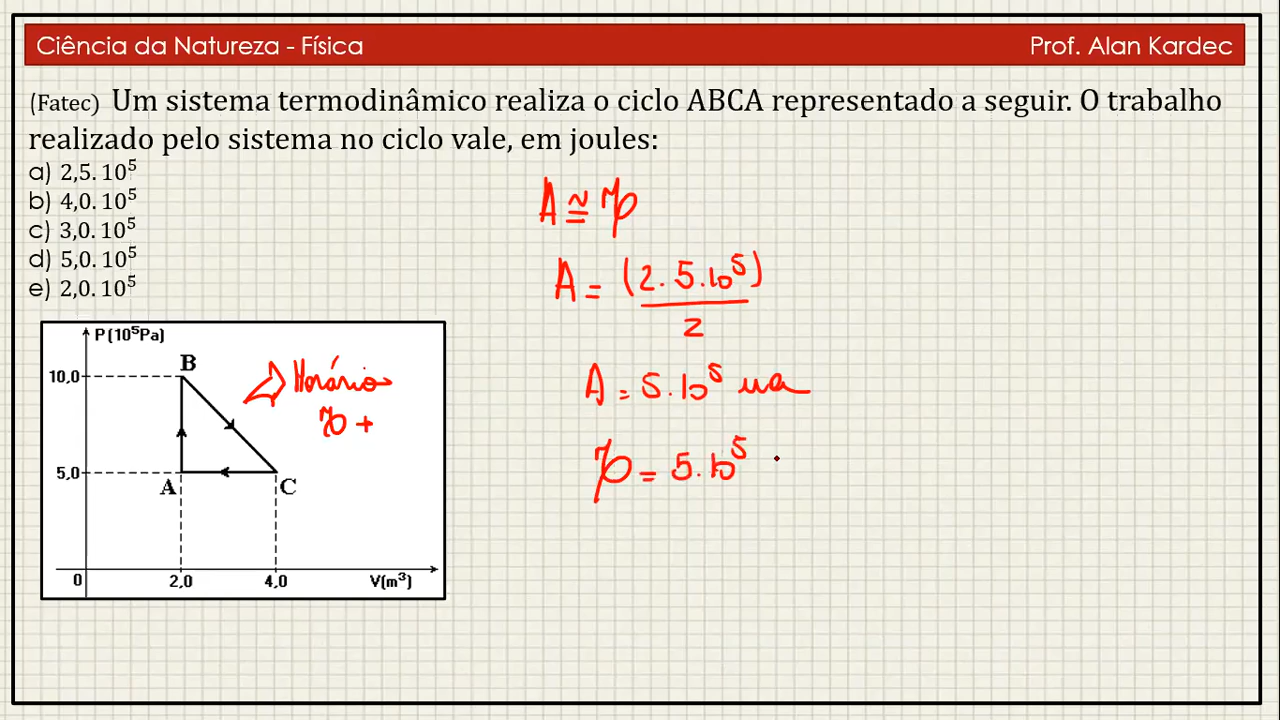 Ciência da Natureza - Física
Prof. Alan Kardec
(Fatec) Um sistema termodinâmico realiza o ciclo ABCA representado a seguir. O trabalho
realizado pelo sistema no ciclo vale, em joules:
a) 2,5. 10⁵
b) 4,0. 10⁵
c) 3,0. 10⁵
d) 5,0. 10⁵
e) 2,0. 10⁵
A ≅ 𝒵
A = (2. 5. 10⁵)
2
A = 5. 10⁵ ua
𝒵 = 5. 10⁵
P(10⁵Pa)
B
10,0
Horário
𝒵 +
5,0
A
C
0
2,0
4,0
V(m³)